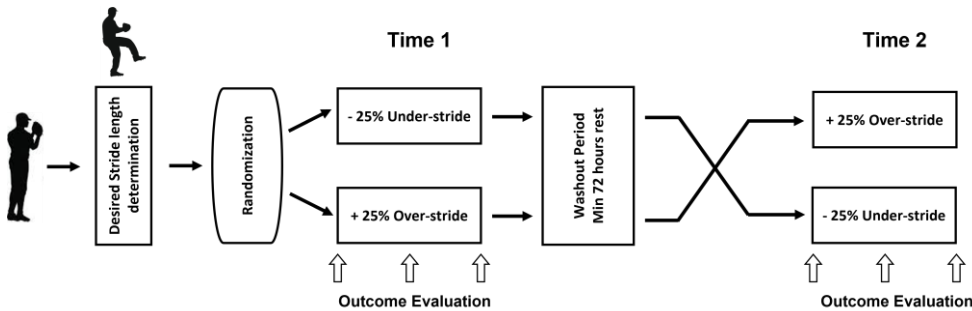 Time 1
Time 2
Desired Stride length
determination
Randomization
- 25% Under-stride
+ 25% Over-stride
Washout Period
Min 72 hours rest
+ 25% Over-stride
- 25% Under-stride
Outcome Evaluation
Outcome Evaluation